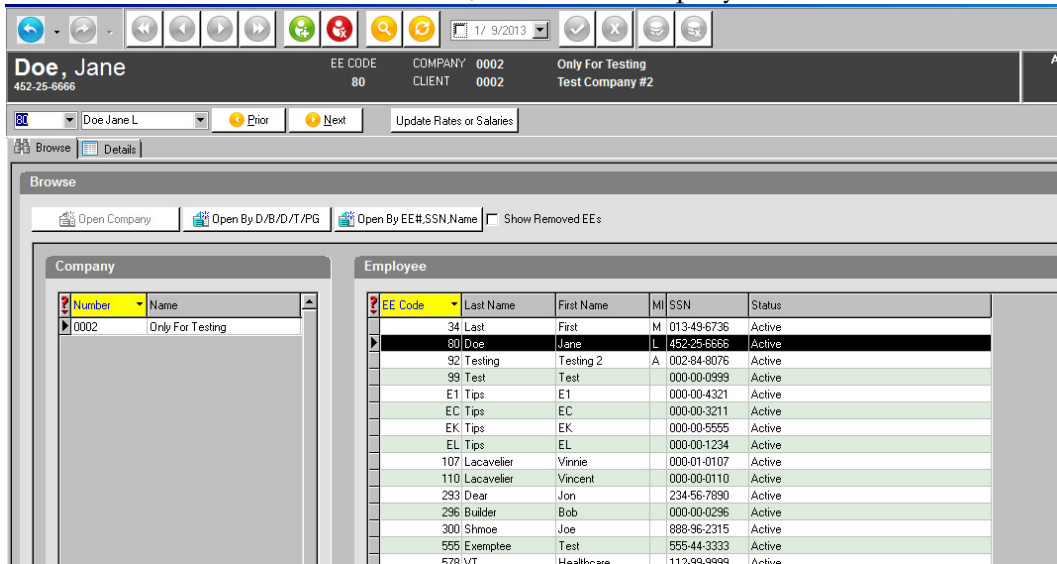 1/ 9/2013
Doe, Jane EE CODE COMPANY 0002 Only For Testing
452-25-6666 80 CLIENT 0002 Test Company #2
80 Doe Jane L Prior Next Update Rates or Salaries
Browse Details
Browse
Open Company Open By D/B/D/T/PG Open By EE#,SSN,Name Show Removed EEs
Company Employee
Number Name EE Code Last Name First Name MI SSN Status
0002 Only For Testing
34 Last First M 013-49-6736 Active
80 Doe Jane L 452-25-6666 Active
92 Testing Testing 2 A 002-84-8076 Active
99 Test Test 000-00-0999 Active
E1 Tips E1 000-00-4321 Active
EC Tips EC 000-00-3211 Active
EK Tips EK 000-00-5555 Active
EL Tips EL 000-00-1234 Active
107 Lacavelier Vinnie 000-01-0107 Active
110 Lacavelier Vincent 000-00-0110 Active
293 Dear Jon 234-56-7890 Active
296 Builder Bob 000-00-0296 Active
300 Shmoe Joe 888-96-2315 Active
555 Exemptee Test 555-44-3333 Active
578 VT Healthcare 112-99-9999 Active